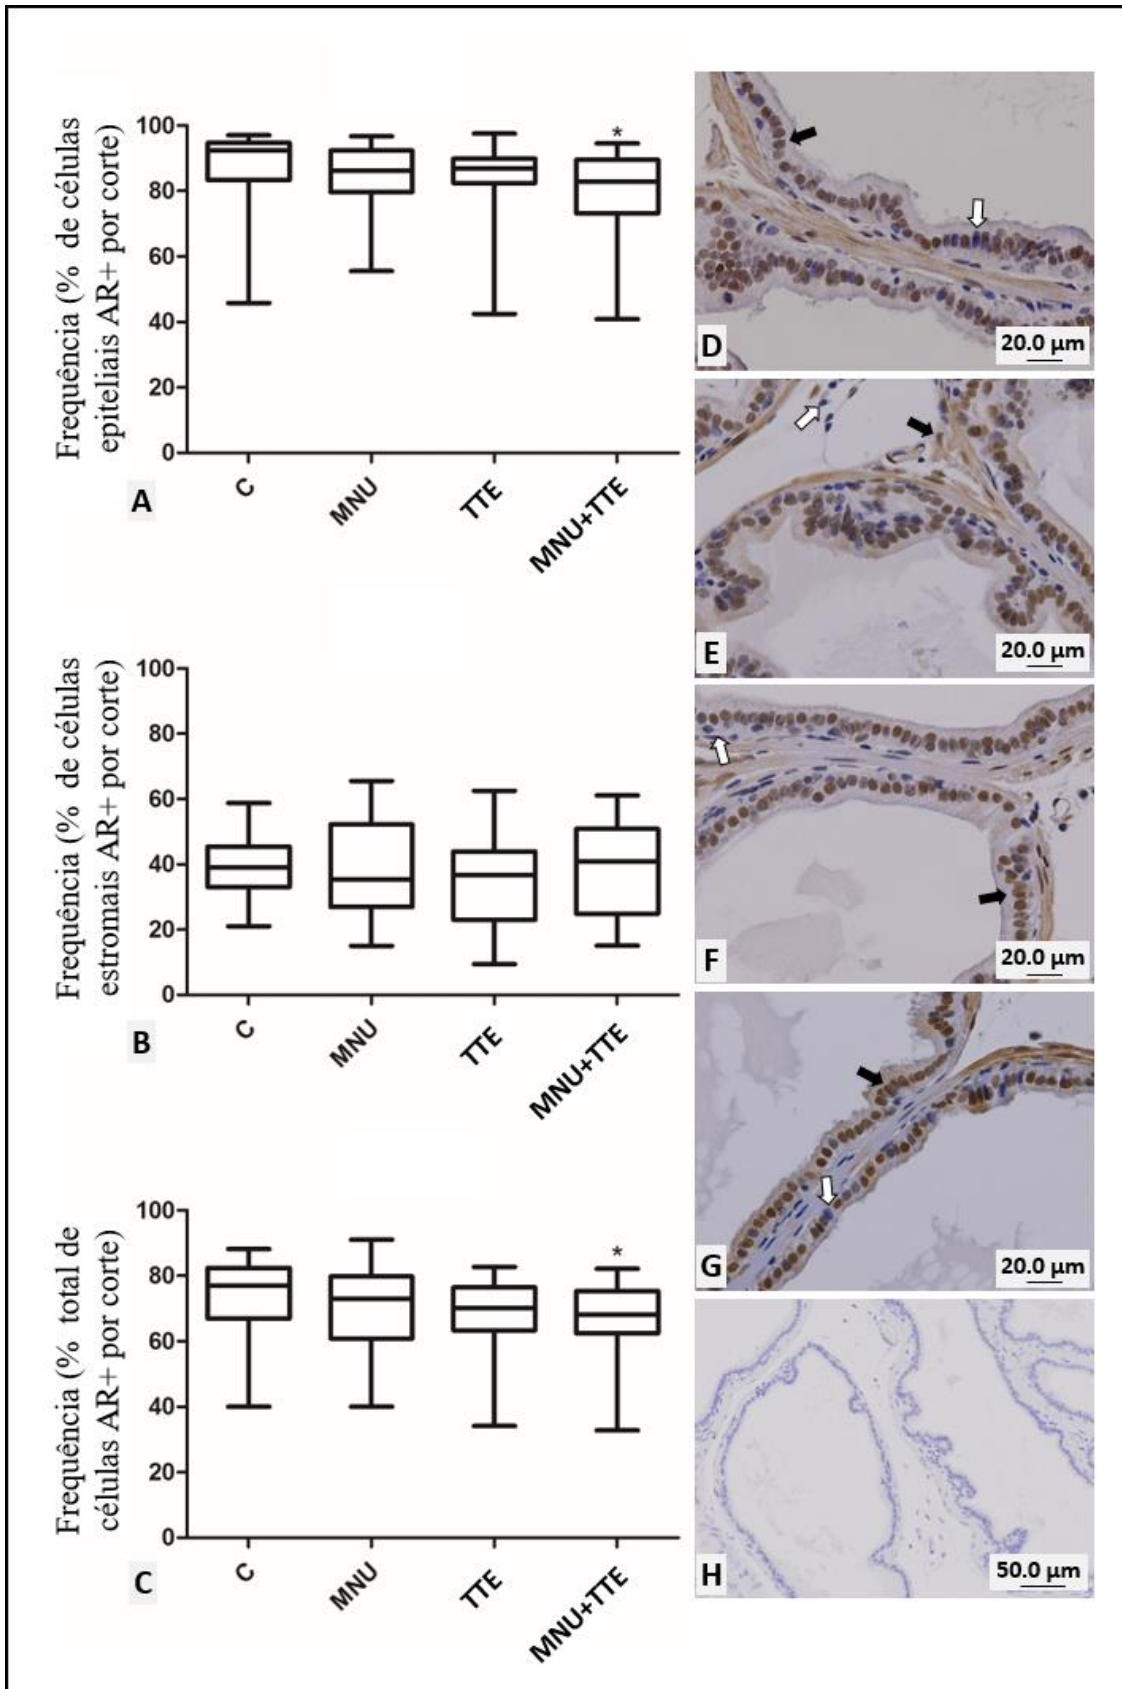 Frequência (% de células
epiteliais AR+ por corte)
100
80
60
40
20
0
*
C
MNU
TTE
MNU+TTE
A
Frequência (% de células
estromais AR+ por corte)
100
80
60
40
20
0
C
MNU
TTE
MNU+TTE
B
Frequência (% total de
células AR+ por corte)
100
80
60
40
20
0
*
C
MNU
TTE
MNU+TTE
C
D
20.0 µm
E
20.0 µm
F
20.0 µm
G
20.0 µm
H
50.0 µm